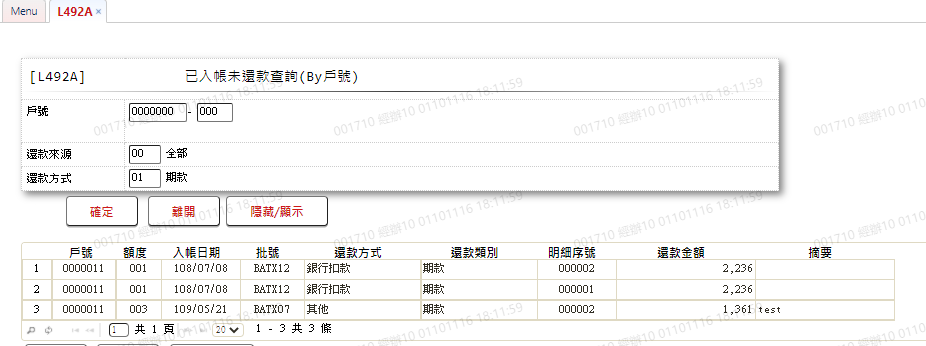 Menu L492A ×
[L492A] 已入帳未還款查詢(By戶號)
戶號 0000000 - 000
還款來源 00 全部
還款方式 01 期款
確定 離開 隱藏/顯示
戶號 額度 入帳日期 批號 還款方式 還款類別 明細序號 還款金額 摘要
1 0000011 001 108/07/08 BATX12 銀行扣款 期款 000002 2,236
2 0000011 001 108/07/08 BATX12 銀行扣款 期款 000001 2,236
3 0000011 003 109/05/21 BATX07 其他 期款 000002 1,361 test
1 共 1 頁 20 1 - 3 共 3 條
001710 經辦10 01101116 18:11:59